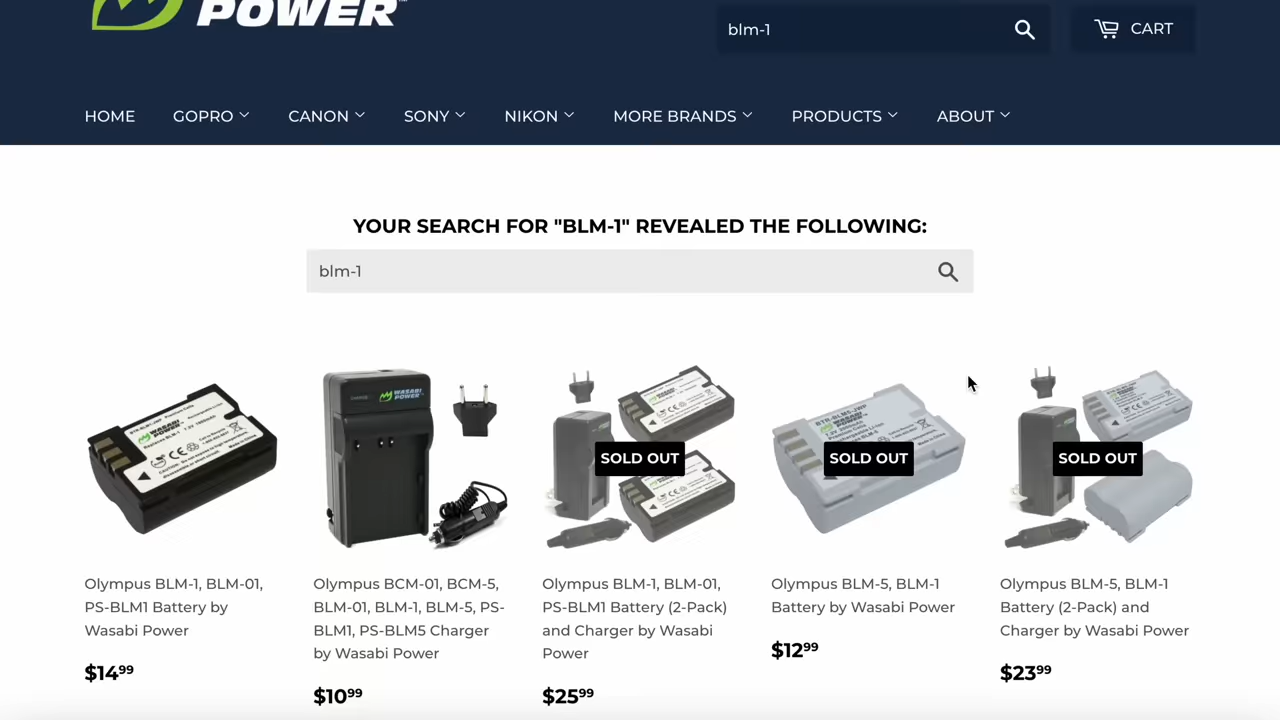 POWER
blm-1
CART
HOME
GOPRO
CANON
SONY
NIKON
MORE BRANDS
PRODUCTS
ABOUT
YOUR SEARCH FOR "BLM-1" REVEALED THE FOLLOWING:
blm-1
WASABI
POWER
SOLD OUT
SOLD OUT
SOLD OUT
Olympus BLM-1, BLM-01,
PS-BLM1 Battery by
Wasabi Power
$14.99
Olympus BCM-01, BCM-5,
BLM-01, BLM-1, BLM-5, PS-
BLM1, PS-BLM5 Charger
by Wasabi Power
$10.99
Olympus BLM-1, BLM-01,
PS-BLM1 Battery (2-Pack)
and Charger by Wasabi
Power
$25.99
Olympus BLM-5, BLM-1
Battery by Wasabi Power
$12.99
Olympus BLM-5, BLM-1
Battery (2-Pack) and
Charger by Wasabi Power
$23.99